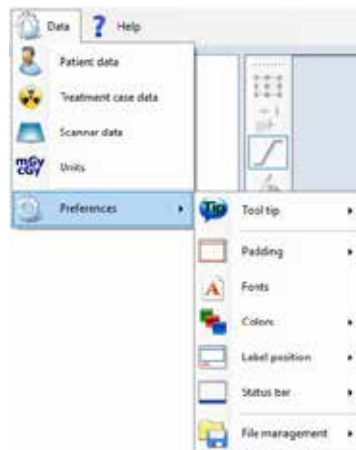 Data ? Help
Patient data
Treatment case data
Scanner data
mGy
cGy Units
Preferences
Tip Tool tip
Padding
A Fonts
Colors
Label position
Status bar
File management